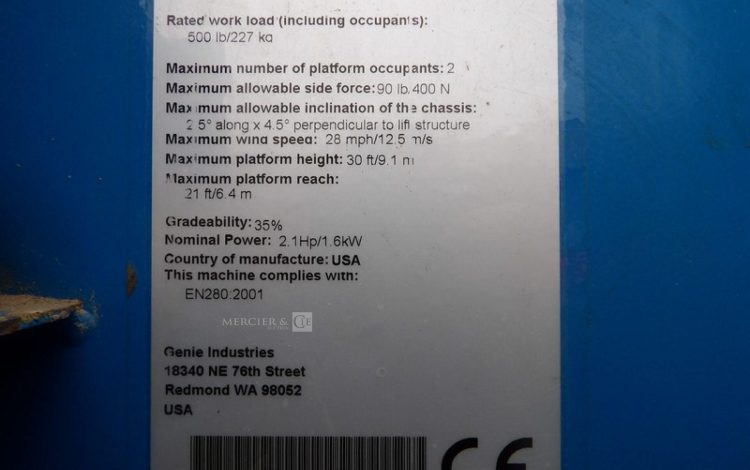 Rated work load (including occupants):
500 lb/227 kg
Maximum number of platform occupants: 2
Maximum allowable side force: 90 lb/400 N
Maximum allowable inclination of the chassis:
2.5° along x 4.5° perpendicular to lift structure
Maximum wind speed: 28 mph/12.5 m/s
Maximum platform height: 30 ft/9.1 m
Maximum platform reach:
21 ft/6.4 m
Gradeability: 35%
Nominal Power: 2.1Hp/1.6kW
Country of manufacture: USA
This machine complies with:
EN280:2001
MERCIER & CIE
Genie Industries
18340 NE 76th Street
Redmond WA 98052
USA
CE